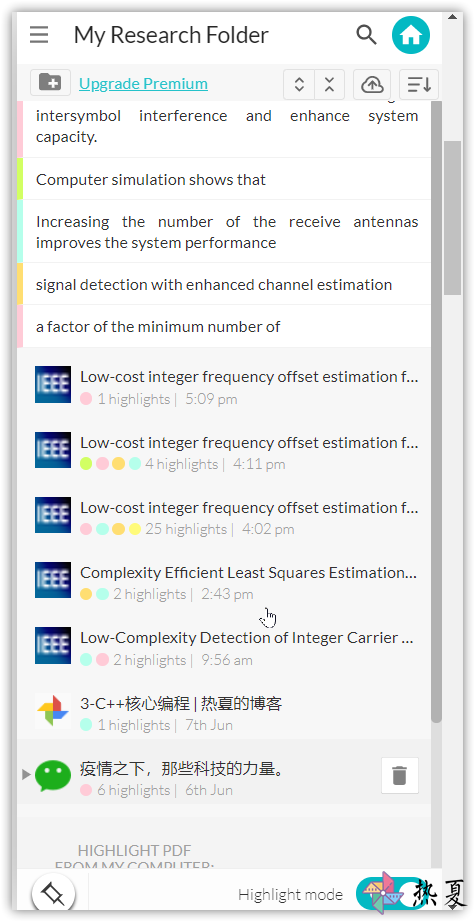 My Research Folder
Upgrade Premium
intersymbol interference and enhance system
capacity.
Computer simulation shows that
Increasing the number of the receive antennas
improves the system performance
signal detection with enhanced channel estimation
a factor of the minimum number of
IEEE
Low-cost integer frequency offset estimation f...
1 highlights | 5:09 pm
IEEE
Low-cost integer frequency offset estimation f...
4 highlights | 4:11 pm
IEEE
Low-cost integer frequency offset estimation f...
25 highlights | 4:02 pm
IEEE
Complexity Efficient Least Squares Estimation...
2 highlights | 2:43 pm
IEEE
Low-Complexity Detection of Integer Carrier ...
2 highlights | 9:56 am
3-C++核心编程 | 热夏的博客
1 highlights | 7th Jun
疫情之下，那些科技的力量。
6 highlights | 6th Jun
HIGHLIGHT PDF
FROM MY COMPUTER:
Highlight mode
热夏